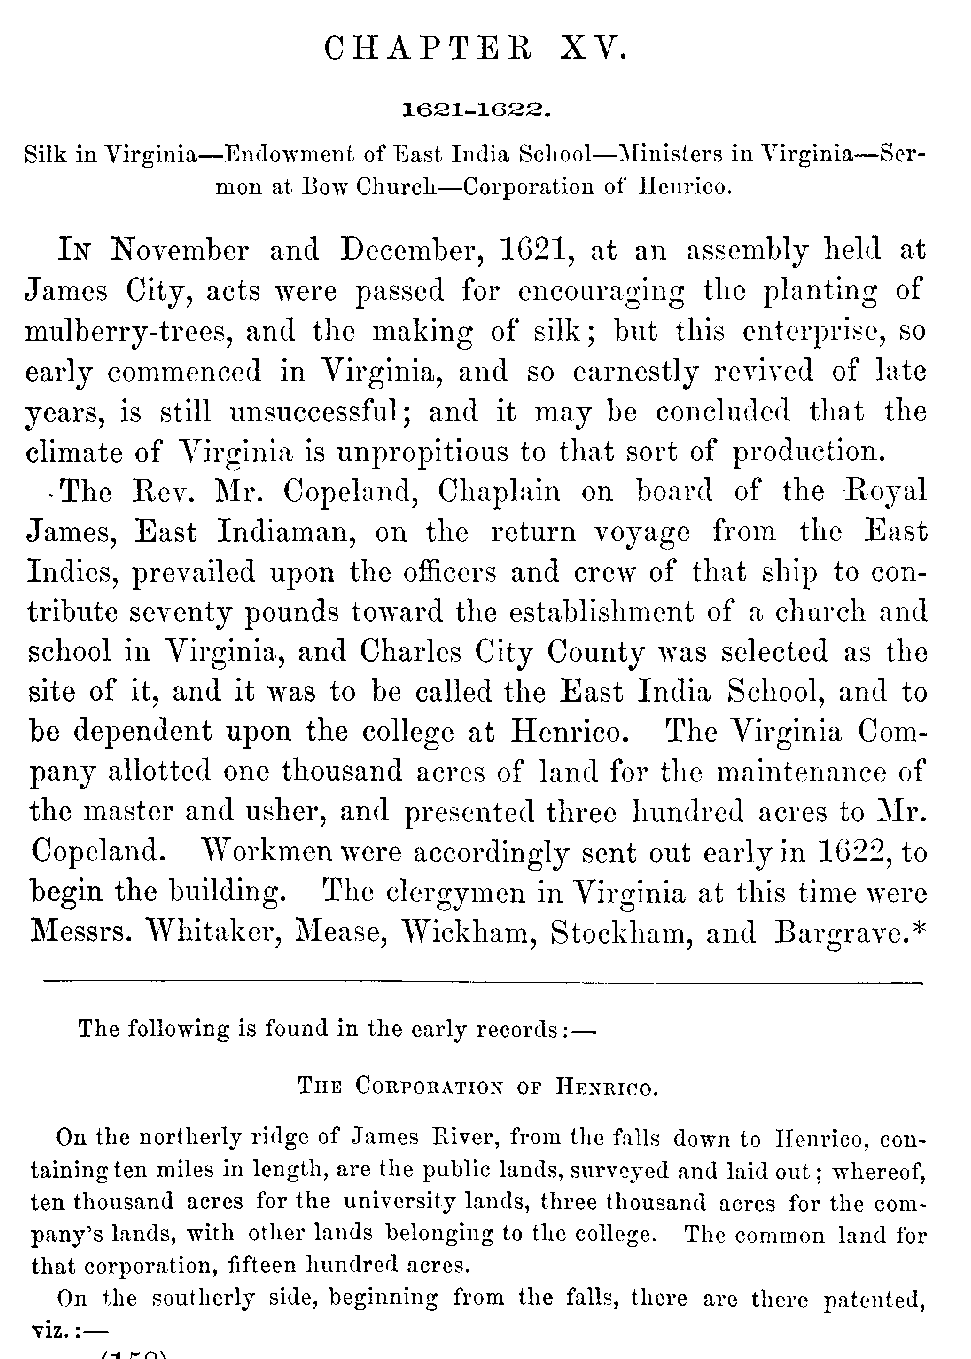 CHAPTER XV.
1621-1622.
Silk in Virginia—Endowment of East India School—Ministers in Virginia—Ser-
mon at Bow Church—Corporation of Henrico.
In November and December, 1621, at an assembly held at
James City, acts were passed for encouraging the planting of
mulberry-trees, and the making of silk; but this enterprise, so
early commenced in Virginia, and so earnestly revived of late
years, is still unsuccessful; and it may be concluded that the
climate of Virginia is unpropitious to that sort of production.
The Rev. Mr. Copeland, Chaplain on board of the Royal
James, East Indiaman, on the return voyage from the East
Indies, prevailed upon the officers and crew of that ship to con-
tribute seventy pounds toward the establishment of a church and
school in Virginia, and Charles City County was selected as the
site of it, and it was to be called the East India School, and to
be dependent upon the college at Henrico. The Virginia Com-
pany allotted one thousand acres of land for the maintenance of
the master and usher, and presented three hundred acres to Mr.
Copeland. Workmen were accordingly sent out early in 1622, to
begin the building. The clergymen in Virginia at this time were
Messrs. Whitaker, Mease, Wickham, Stockham, and Bargrave.*
The following is found in the early records:—
The Corporation of Henrico.
On the northerly ridge of James River, from the falls down to Henrico, con-
taining ten miles in length, are the public lands, surveyed and laid out; whereof,
ten thousand acres for the university lands, three thousand acres for the com-
pany's lands, with other lands belonging to the college. The common land for
that corporation, fifteen hundred acres.
On the southerly side, beginning from the falls, there are there patented,
viz.:—